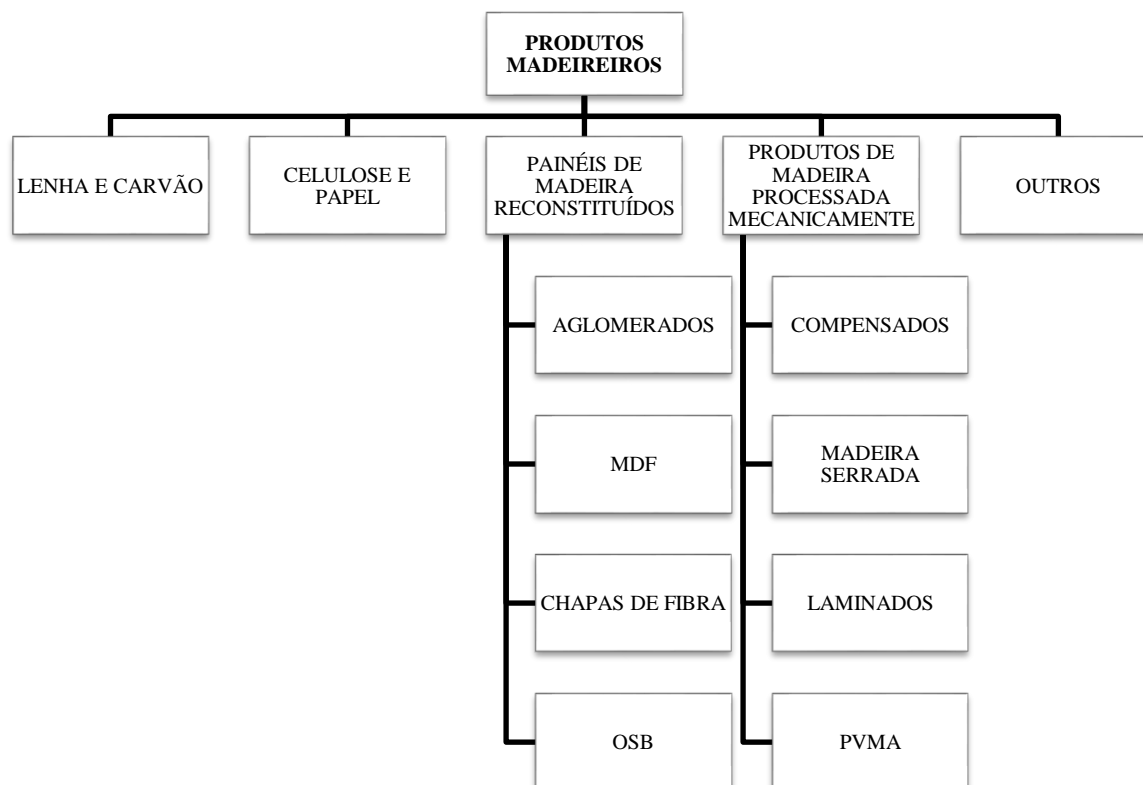 PRODUTOS
MADEIREIROS
LENHA E CARVÃO
CELULOSE E
PAPEL
PAINÉIS DE
MADEIRA
RECONSTITUÍDOS
PRODUTOS DE
MADEIRA
PROCESSADA
MECANICAMENTE
OUTROS
AGLOMERADOS
COMPENSADOS
MDF
MADEIRA
SERRADA
CHAPAS DE FIBRA
LAMINADOS
OSB
PVMA